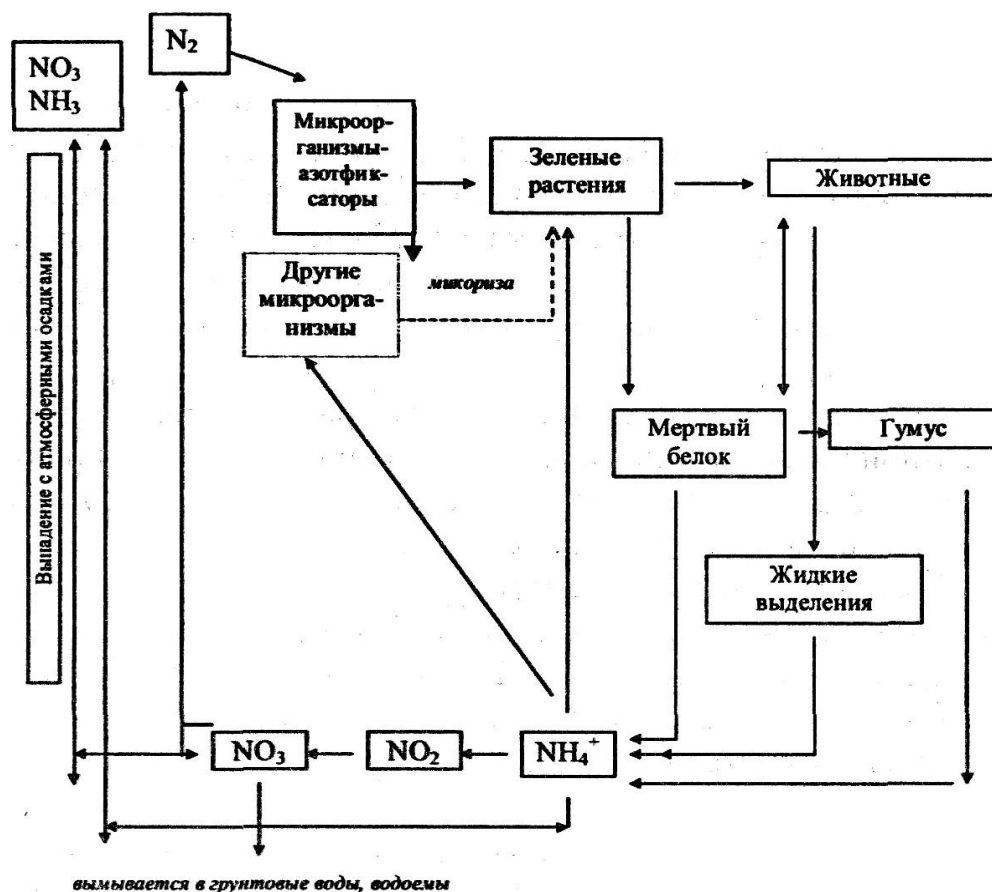 N₂
NO₃
NH₃
Микроор-
ганизмы-
азотфик-
саторы
Зеленые
растения
Животные
Другие
микроорга-
низмы
микориза
Выпадение с атмосферными осадками
Мертвый
белок
Гумус
Жидкие
выделения
NO₃
NO₂
NH₄⁺
вымывается в грунтовые воды, водоемы